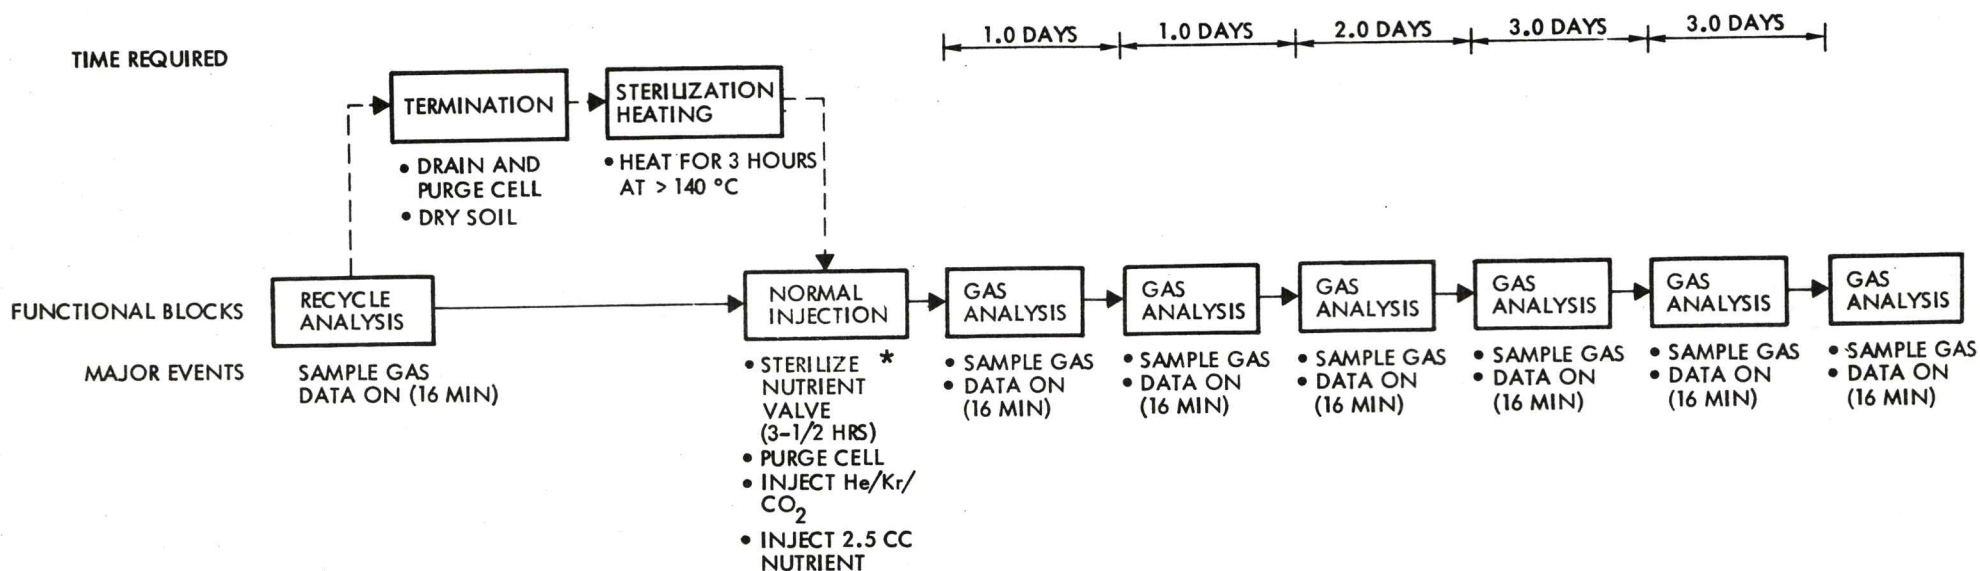 TIME REQUIRED
1.0 DAYS
1.0 DAYS
2.0 DAYS
3.0 DAYS
3.0 DAYS
TERMINATION
• DRAIN AND
PURGE CELL
• DRY SOIL
STERILIZATION
HEATING
• HEAT FOR 3 HOURS
AT > 140 °C
FUNCTIONAL BLOCKS
RECYCLE
ANALYSIS
NORMAL
INJECTION
GAS
ANALYSIS
GAS
ANALYSIS
GAS
ANALYSIS
GAS
ANALYSIS
GAS
ANALYSIS
GAS
ANALYSIS
MAJOR EVENTS
SAMPLE GAS
DATA ON (16 MIN)
• STERILIZE *
NUTRIENT
VALVE
(3-1/2 HRS)
• PURGE CELL
• INJECT He/Kr/
CO₂
• INJECT 2.5 CC
NUTRIENT
• SAMPLE GAS
• DATA ON
(16 MIN)
• SAMPLE GAS
• DATA ON
(16 MIN)
• SAMPLE GAS
• DATA ON
(16 MIN)
• SAMPLE GAS
• DATA ON
(16 MIN)
• SAMPLE GAS
• DATA ON
(16 MIN)
• SAMPLE GAS
• DATA ON
(16 MIN)